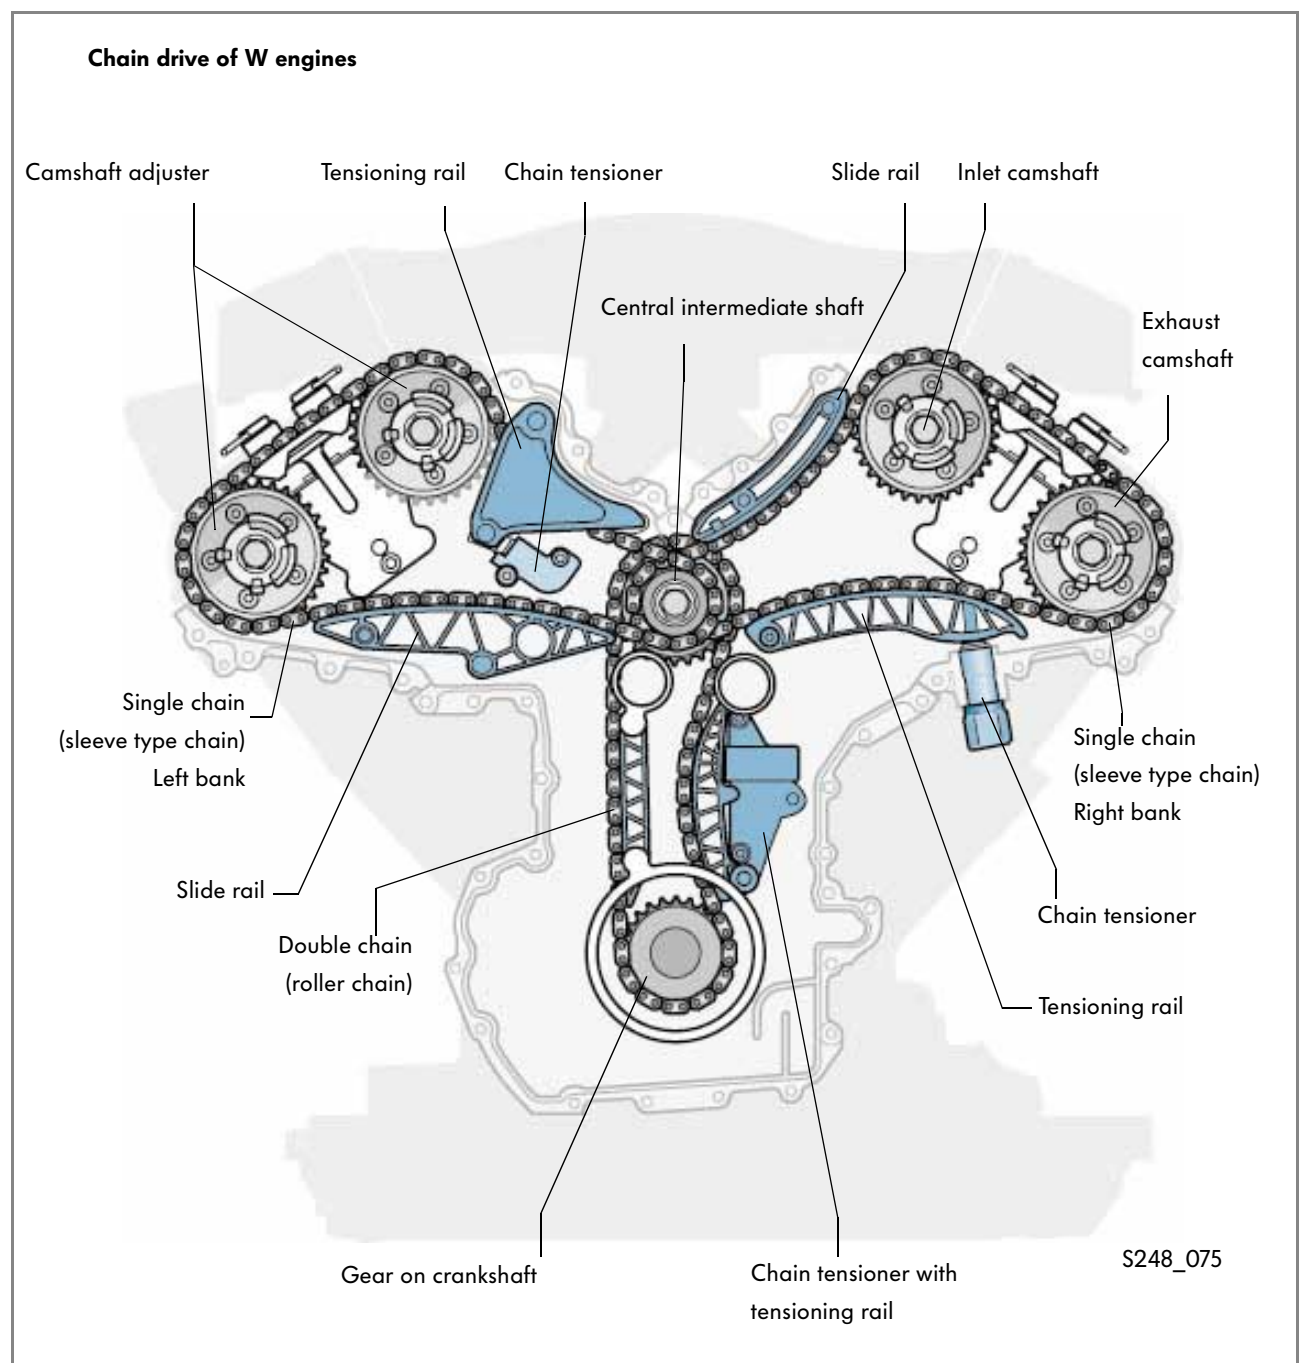 Chain drive of W engines
Camshaft adjuster
Tensioning rail
Chain tensioner
Slide rail
Inlet camshaft
Central intermediate shaft
Exhaust
camshaft
Single chain
(sleeve type chain)
Left bank
Single chain
(sleeve type chain)
Right bank
Slide rail
Double chain
(roller chain)
Chain tensioner
Tensioning rail
Gear on crankshaft
Chain tensioner with
tensioning rail
S248_075